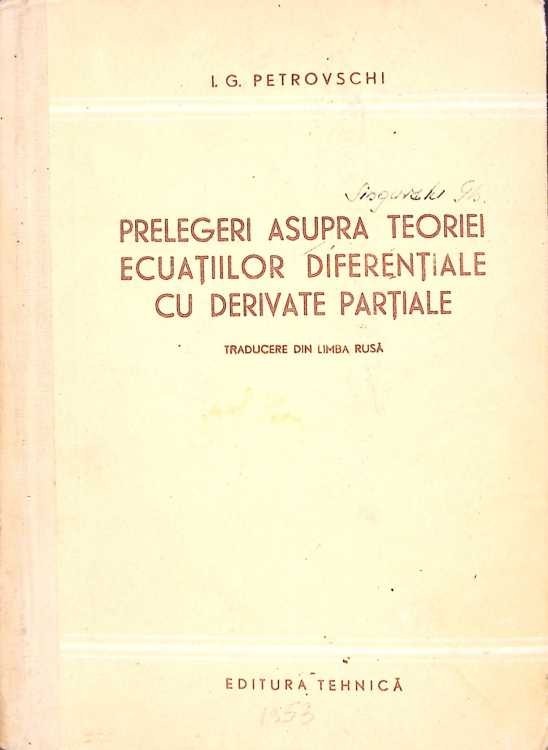 I. G. PETROVSCHI
PRELEGERI ASUPRA TEORIEI
ECUAȚIILOR DIFERENȚIALE
CU DERIVATE PARȚIALE
TRADUCERE DIN LIMBA RUSĂ
EDITURA TEHNICĂ
1953